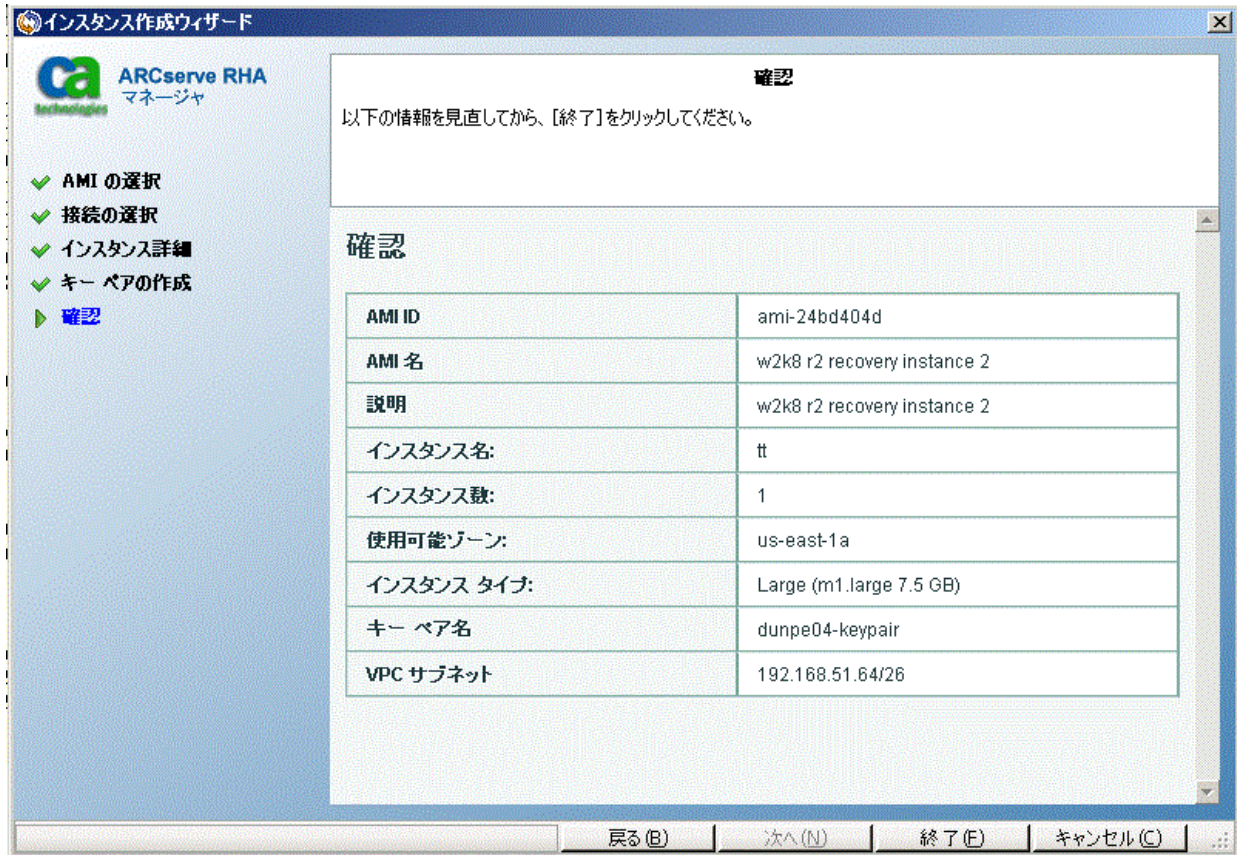 インスタンス作成ウィザード
ca technologies
ARCserve RHA
マネージャ
AMI の選択
接続の選択
インスタンス詳細
キー ペアの作成
確認
確認
以下の情報を見直してから、[終了]をクリックしてください。
確認
AMI ID ami-24bd404d
AMI 名 w2k8 r2 recovery instance 2
説明 w2k8 r2 recovery instance 2
インスタンス名: tt
インスタンス数: 1
使用可能ゾーン: us-east-1a
インスタンス タイプ: Large (m1.large 7.5 GB)
キー ペア名 dunpe04-keypair
VPC サブネット 192.168.51.64/26
戻る(B) 次へ(N) 終了(F) キャンセル(C)